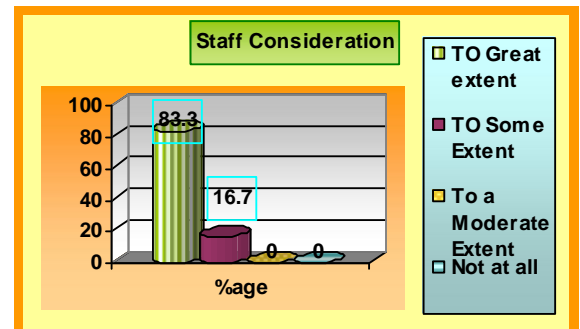 Staff Consideration
100
80
60
40
20
0
83.3
16.7
0
0
%age
TO Great
extent
TO Some
Extent
To a
Moderate
Extent
Not at all